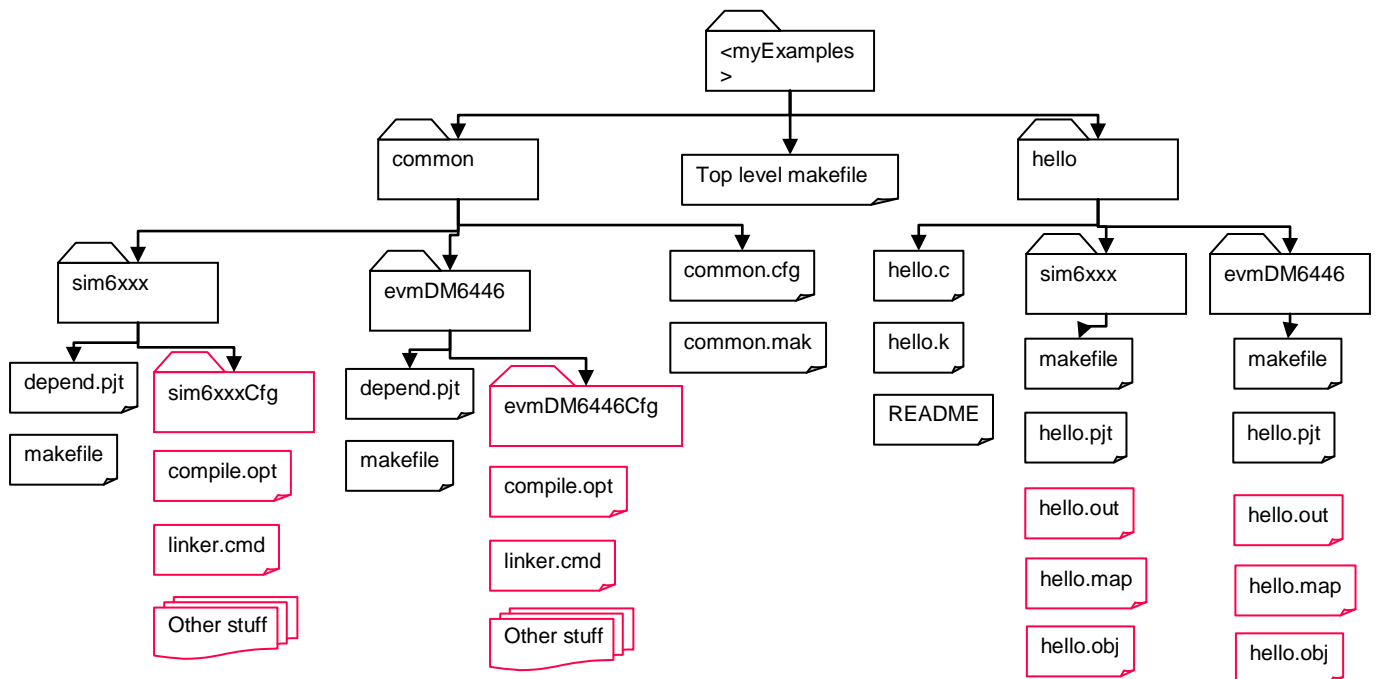 <myExamples
>
common
Top level makefile
hello
sim6xxx
evmDM6446
common.cfg
hello.c
sim6xxx
evmDM6446
common.mak
hello.k
makefile
makefile
depend.pjt
sim6xxxCfg
depend.pjt
evmDM6446Cfg
README
hello.pjt
hello.pjt
makefile
compile.opt
makefile
compile.opt
hello.out
hello.out
linker.cmd
linker.cmd
hello.map
hello.map
Other stuff
Other stuff
hello.obj
hello.obj